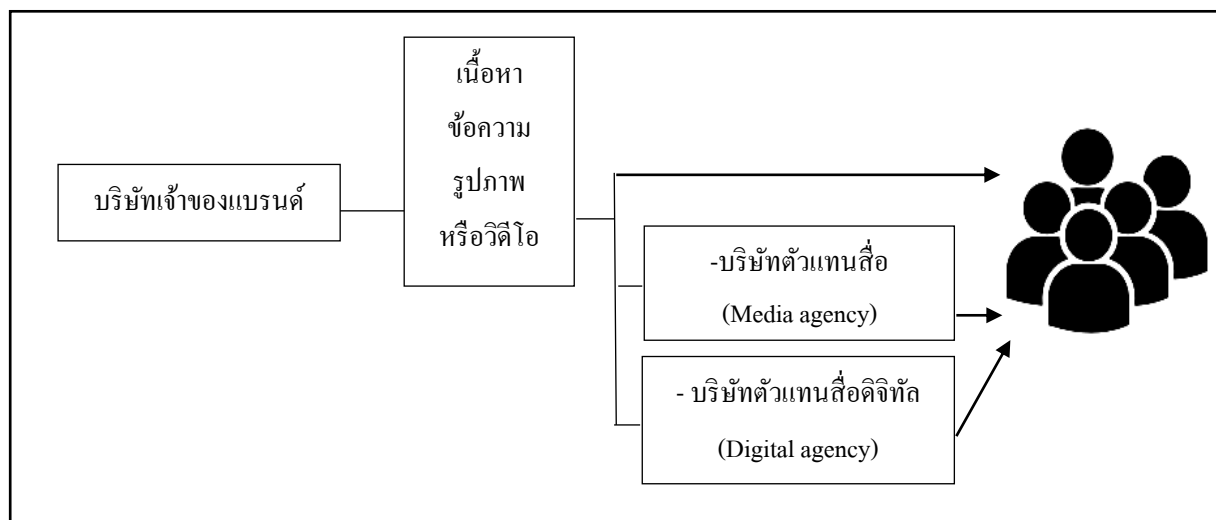 บริษัทเจ้าของแบรนด์
เนื้อหา
ข้อความ
รูปภาพ
หรือวิดีโอ
-บริษัทตัวแทนสื่อ
(Media agency)
- บริษัทตัวแทนสื่อดิจิทัล
(Digital agency)